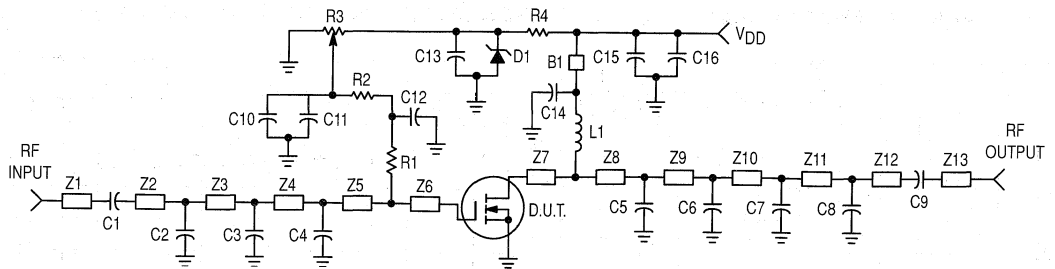 R3
R4
V_DD
C13
D1
B1
C15
C16
R2
C12
C14
C10
C11
L1
RF
INPUT
R1
RF
OUTPUT
Z1
Z2
Z3
Z4
Z5
Z6
Z7
Z8
Z9
Z10
Z11
Z12
Z13
C1
C2
C3
C4
D.U.T.
C5
C6
C7
C8
C9